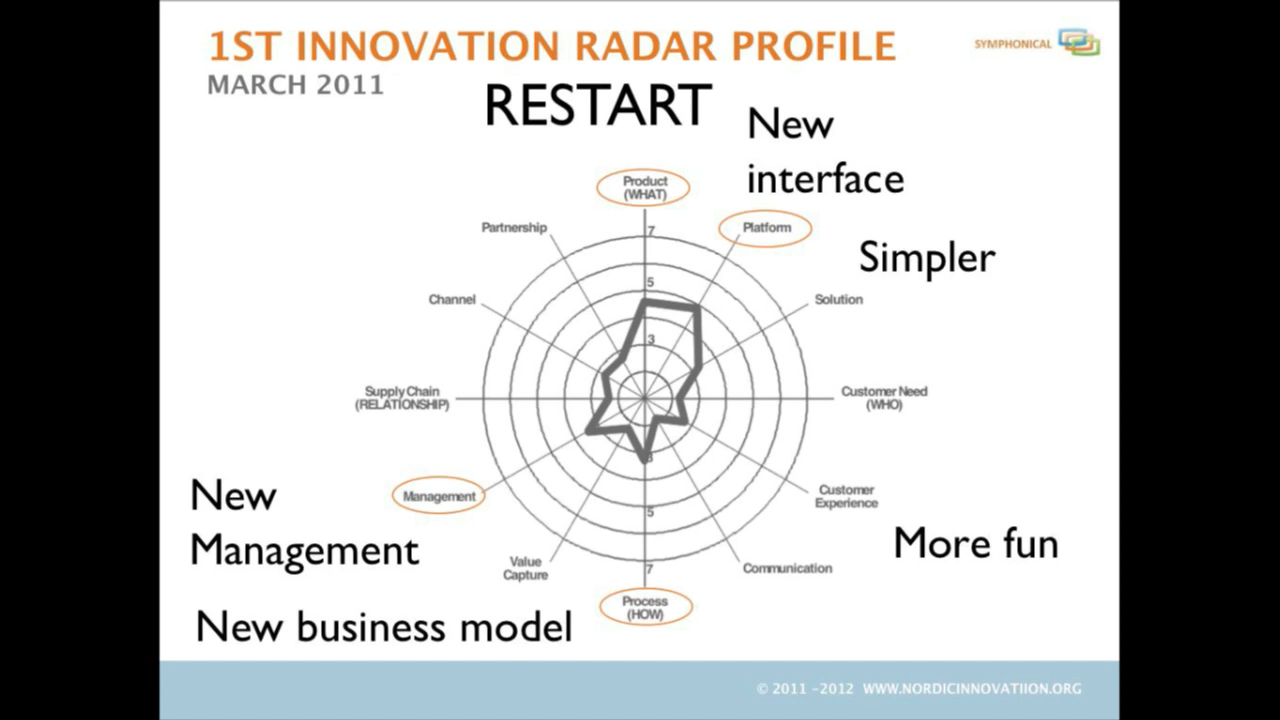 1ST INNOVATION RADAR PROFILE
SYMPHONICAL
MARCH 2011
RESTART
New
interface
Simpler
Product
(WHAT)
Partnership
Platform
Channel
Solution
Supply Chain
(RELATIONSHIP)
Customer Need
(WHO)
Management
Customer
Experience
Value
Capture
Communication
Process
(HOW)
7
5
3
3
5
7
New
Management
More fun
New business model
© 2011 -2012 WWW.NORDICINNOVATIION.ORG